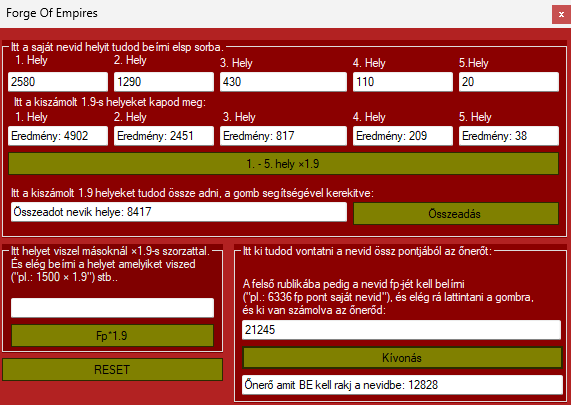 Forge Of Empires
Itt a saját nevid helyit tudod beírni elsp sorba.
1. Hely 2. Hely 3. Hely 4. Hely 5.Hely
2580 1290 430 110 20
Itt a kiszámolt 1.9-s helyeket kapod meg:
1. Hely 2. Hely 3. Hely 4. Hely 5. Hely
Eredmény: 4902 Eredmény: 2451 Eredmény: 817 Eredmény: 209 Eredmény: 38
1. - 5. hely ×1.9
Itt a kiszámolt 1.9 helyeket tudod össze adni, a gomb segítségével kerekitve:
Összeadot nevik helye: 8417 Összeadás
Itt helyet viszel másoknál ×1.9-s szorzattal.
És elég beírni a helyet amelyiket viszed
("pl.: 1500 × 1.9") stb..
Fp*1.9
RESET
Itt ki tudod vontatni a nevid össz pontjából az önerőt:
A felső rublikába pedig a nevid fp-jét kell beírni
("pl.: 6336 fp pont saját nevid"), és elég rá lattintani a gombra,
és ki van számolva az önerőd:
21245
Kívonás
Önerő amit BE kell rakj a nevidbe: 12828